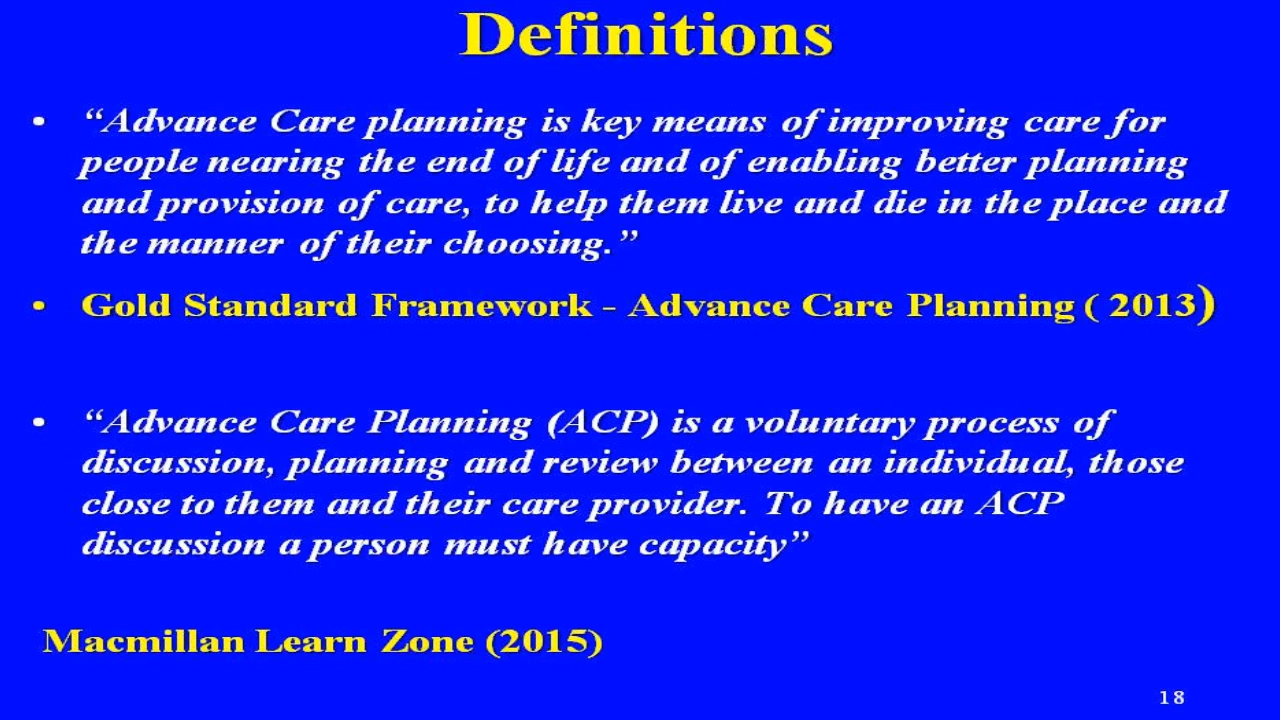 Definitions
• “Advance Care planning is key means of improving care for
people nearing the end of life and of enabling better planning
and provision of care, to help them live and die in the place and
the manner of their choosing.”
• Gold Standard Framework - Advance Care Planning ( 2013)
• “Advance Care Planning (ACP) is a voluntary process of
discussion, planning and review between an individual, those
close to them and their care provider. To have an ACP
discussion a person must have capacity”
Macmillan Learn Zone (2015)
18